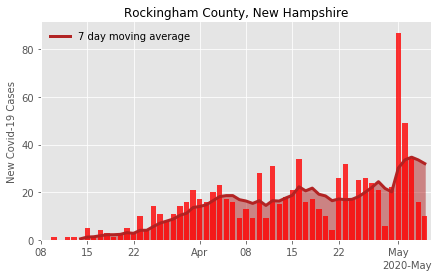 Rockingham County, New Hampshire
7 day moving average
New Covid-19 Cases
80
60
40
20
0
08 15 22 Apr 08 15 22 May
2020-May